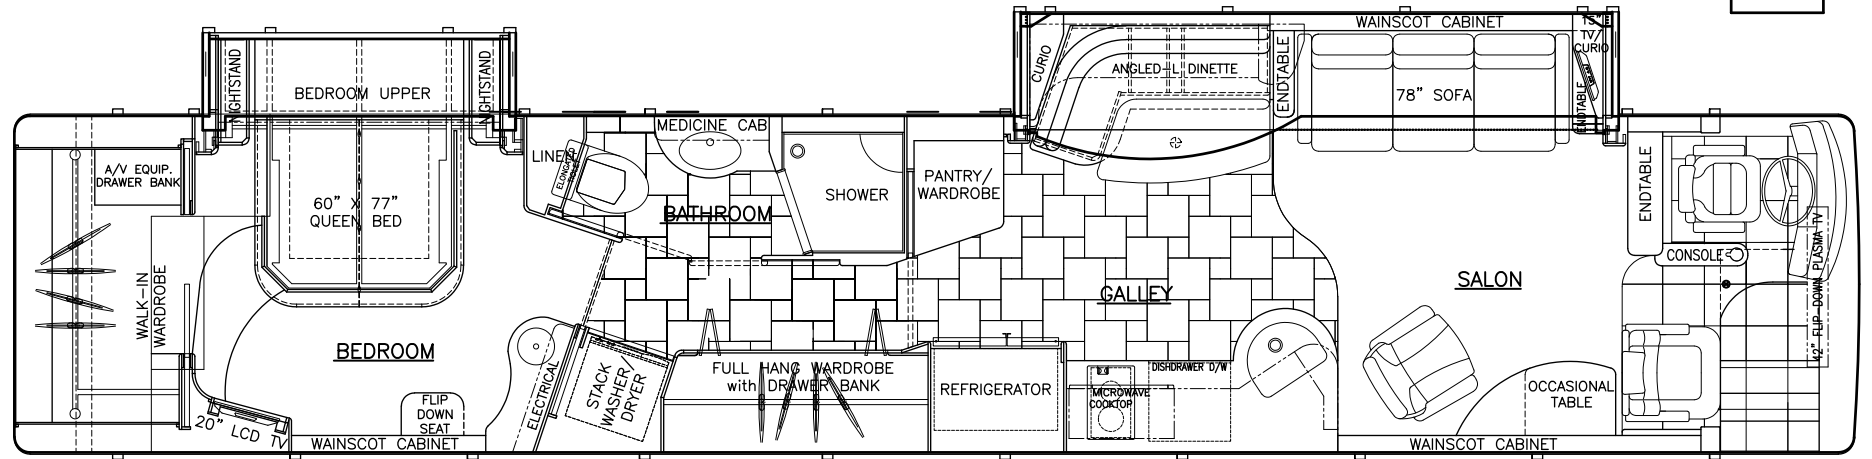 WAINSCOT CABINET
15"
TV/
CURIO
CURIO
ANGLED-L DINETTE
ENDTABLE
78" SOFA
ENDTABLE
NIGHTSTAND
BEDROOM UPPER
NIGHTSTAND
MEDICINE CAB
LINEN
ELONGATED
TOILET
A/V EQUIP.
DRAWER BANK
60" X 77"
QUEEN BED
BATHROOM
SHOWER
PANTRY/
WARDROBE
ENDTABLE
CONSOLE
42" FLIP-DOWN PLASMA TV
WALK-IN
WARDROBE
GALLEY
SALON
BEDROOM
ELECTRICAL
STACK
WASHER/
DRYER
FULL HANG WARDROBE
with DRAWER BANK
REFRIGERATOR
DISHDRAWER D/W
MICROWAVE
COOKTOP
OCCASIONAL
TABLE
FLIP
DOWN
SEAT
20" LCD TV
WAINSCOT CABINET
WAINSCOT CABINET